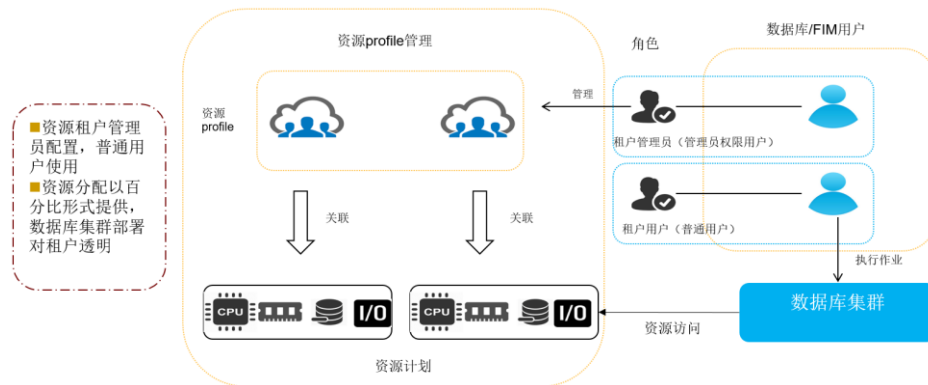 资源profile管理
角色
数据库/FIM用户
■资源租户管理
员配置，普通用
户使用
■资源分配以百
分比形式提供，
数据库集群部署
对租户透明
资源
profile
管理
租户管理员（管理员权限用户）
租户用户（普通用户）
关联
关联
执行作业
CPU
I/O
CPU
I/O
数据库集群
资源访问
资源计划